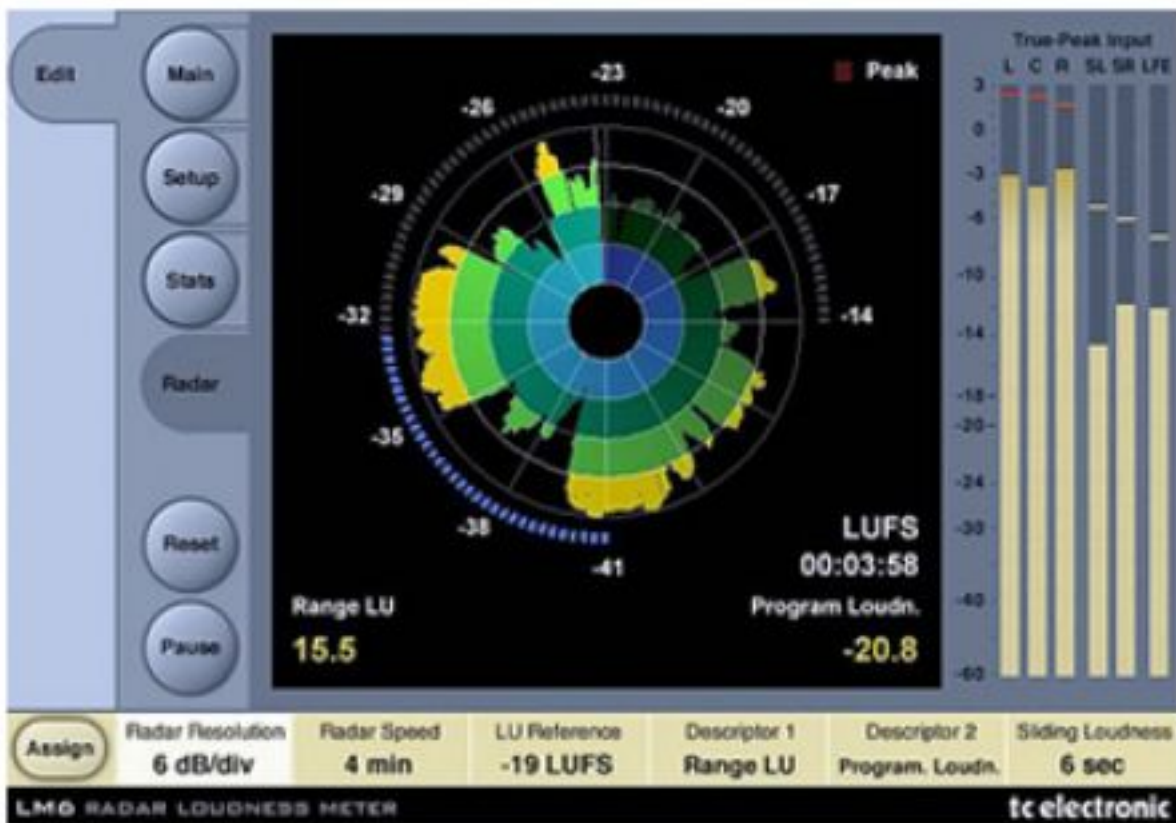 Edit
Main
Setup
Stats
Radar
Reset
Pause
-23
-26
-20
-29
-17
-32
-14
-35
-38
-41
Peak
LUFS
00:03:58
Range LU
15.5
Program Loudn.
-20.8
True-Peak Input
L C R SL SR LFE
3
0
-3
-6
-10
-14
-18
-20
-24
-30
-40
-60
Assign
Radar Resolution
6 dB/div
Radar Speed
4 min
LU Reference
-19 LUFS
Descriptor 1
Range LU
Descriptor 2
Program. Loudn.
Sliding Loudness
6 sec
LM6 RADAR LOUDNESS METER
tc electronic